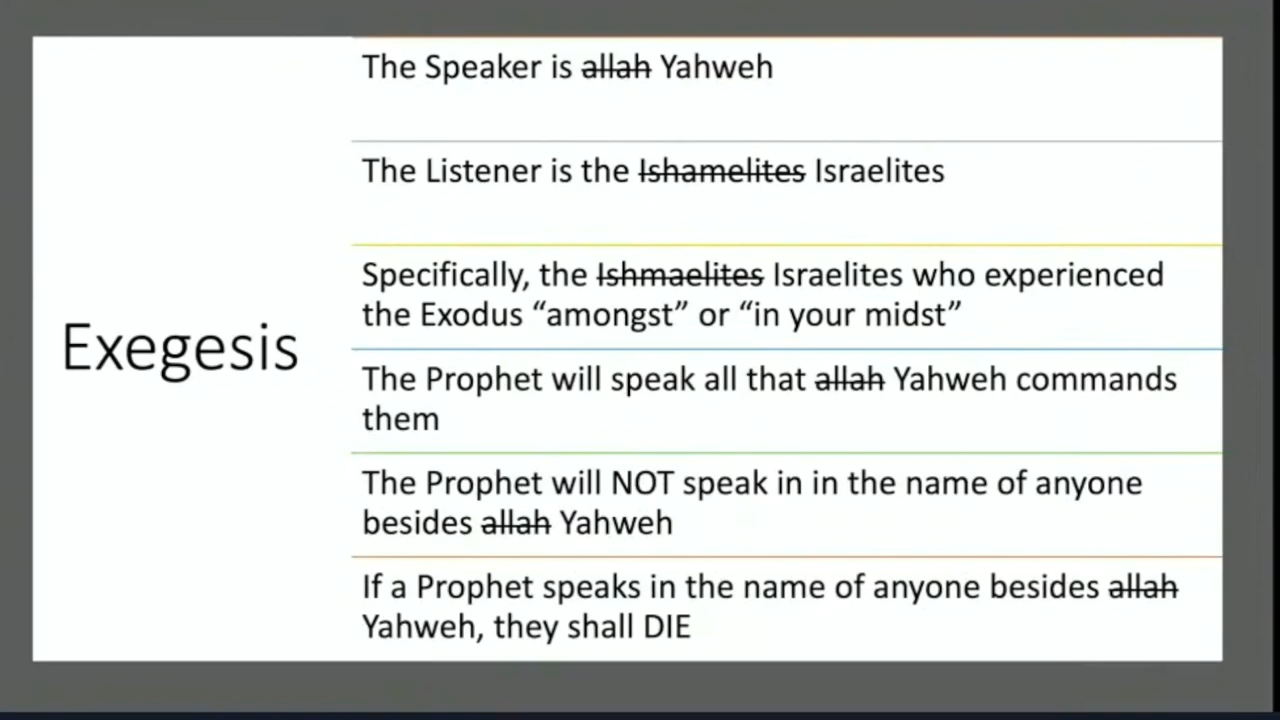 The Speaker is allah Yahweh
The Listener is the Ishamelites Israelites
Specifically, the Ishmaelites Israelites who experienced
the Exodus “amongst” or “in your midst”
Exegesis
The Prophet will speak all that allah Yahweh commands
them
The Prophet will NOT speak in in the name of anyone
besides allah Yahweh
If a Prophet speaks in the name of anyone besides allah
Yahweh, they shall DIE